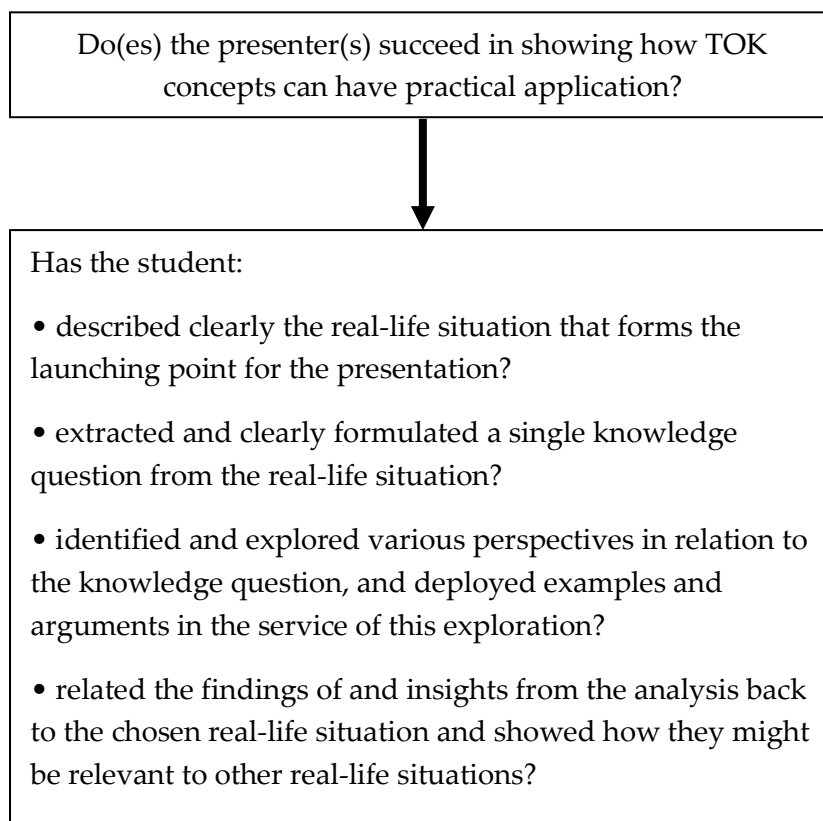 Do(es) the presenter(s) succeed in showing how TOK
concepts can have practical application?
Has the student:
• described clearly the real-life situation that forms the
launching point for the presentation?
• extracted and clearly formulated a single knowledge
question from the real-life situation?
• identified and explored various perspectives in relation to
the knowledge question, and deployed examples and
arguments in the service of this exploration?
• related the findings of and insights from the analysis back
to the chosen real-life situation and showed how they might
be relevant to other real-life situations?